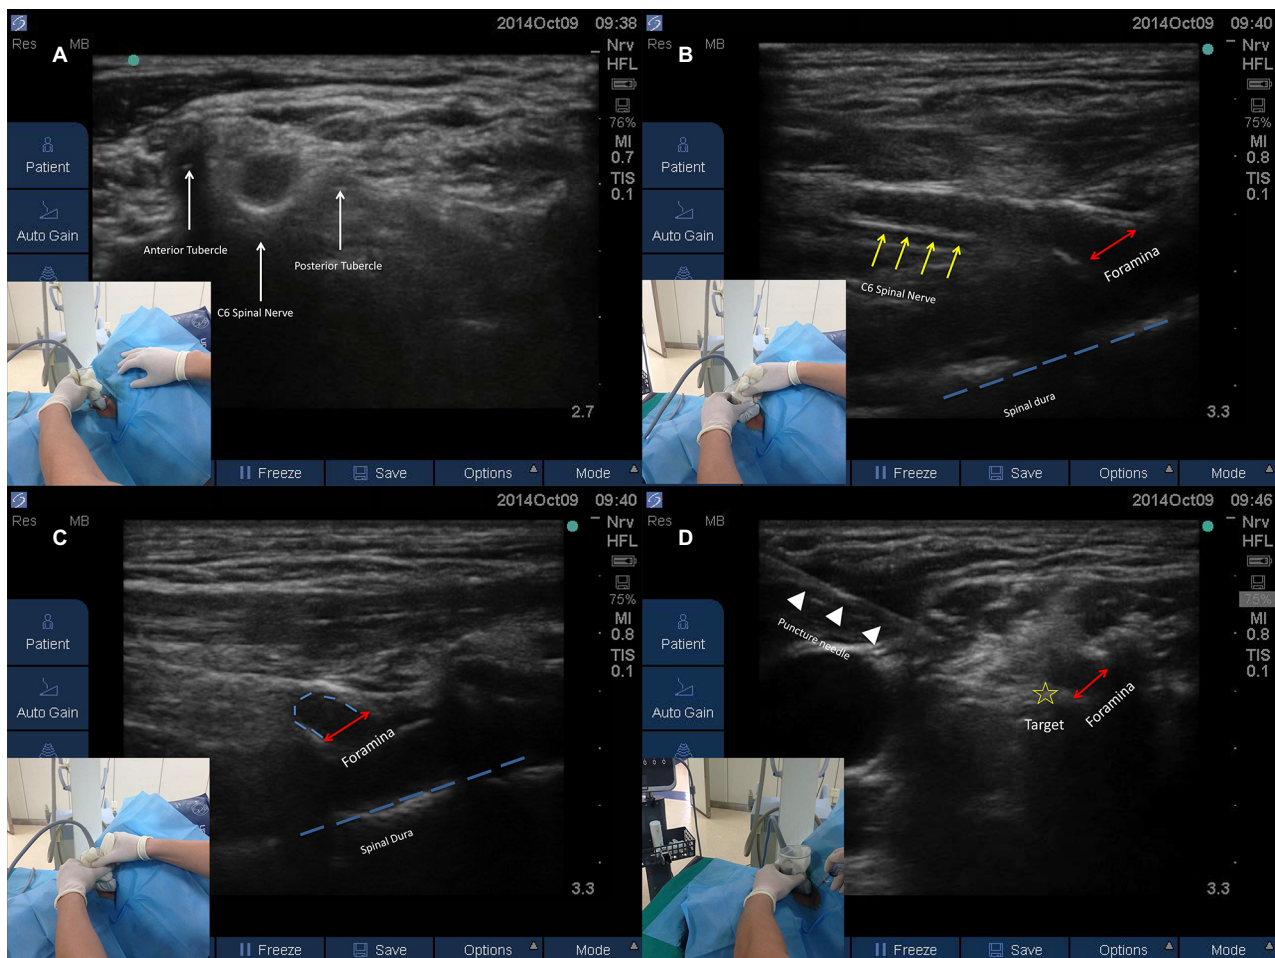 2014Oct09 09:38
Res MB
A
Nrv
HFL
76%
MI
0.7
TIS
0.1
Patient
Auto Gain
Anterior Tubercle
Posterior Tubercle
C6 Spinal Nerve
2.7
Freeze
Save
Options
Mode
2014Oct09 09:40
Res MB
B
Nrv
HFL
75%
MI
0.8
TIS
0.1
Patient
Auto Gain
Foramina
C6 Spinal Nerve
Spinal dura
3.3
Freeze
Save
Options
Mode
2014Oct09 09:40
Res MB
C
Nrv
HFL
75%
MI
0.8
TIS
0.1
Patient
Auto Gain
Foramina
Spinal Dura
3.3
Freeze
Save
Options
Mode
2014Oct09 09:46
Res MB
D
Nrv
HFL
75%
MI
0.8
TIS
0.1
Patient
Auto Gain
Puncture needle
Target
Foramina
3.3
Freeze
Save
Options
Mode